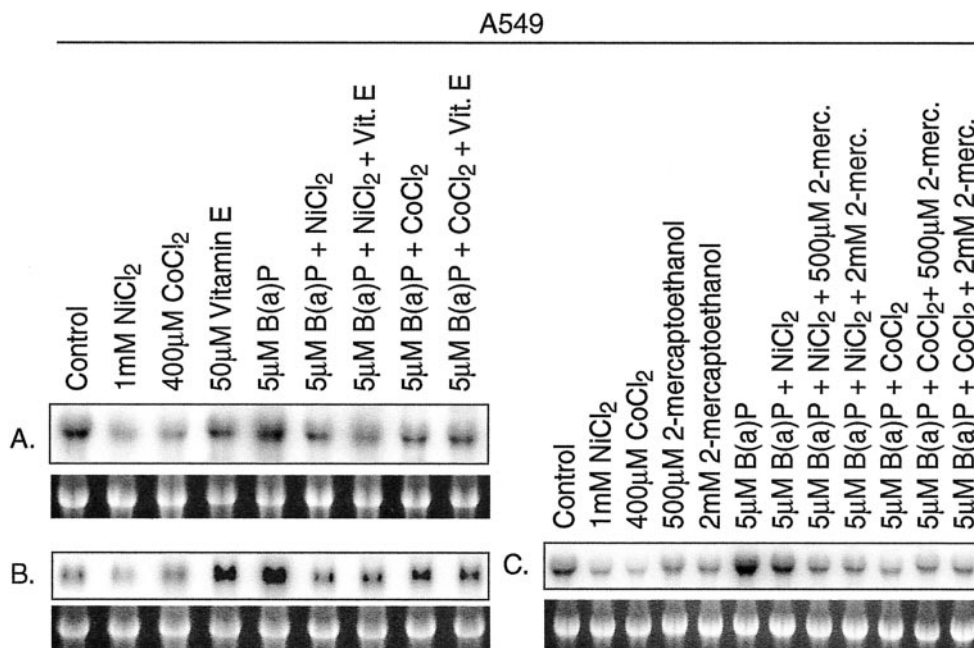 A549
Control
1mM NiCl₂
400μM CoCl₂
50μM Vitamin E
5μM B(a)P
5μM B(a)P + NiCl₂
5μM B(a)P + NiCl₂ + Vit. E
5μM B(a)P + CoCl₂
5μM B(a)P + CoCl₂ + Vit. E
A.
B.
Control
1mM NiCl₂
400μM CoCl₂
500μM 2-mercaptoethanol
2mM 2-mercaptoethanol
5μM B(a)P
5μM B(a)P + NiCl₂
5μM B(a)P + NiCl₂ + 500μM 2-merc.
5μM B(a)P + NiCl₂ + 2mM 2-merc.
5μM B(a)P + CoCl₂
5μM B(a)P + CoCl₂+ 500μM 2-merc.
5μM B(a)P + CoCl₂ + 2mM 2-merc.
C.